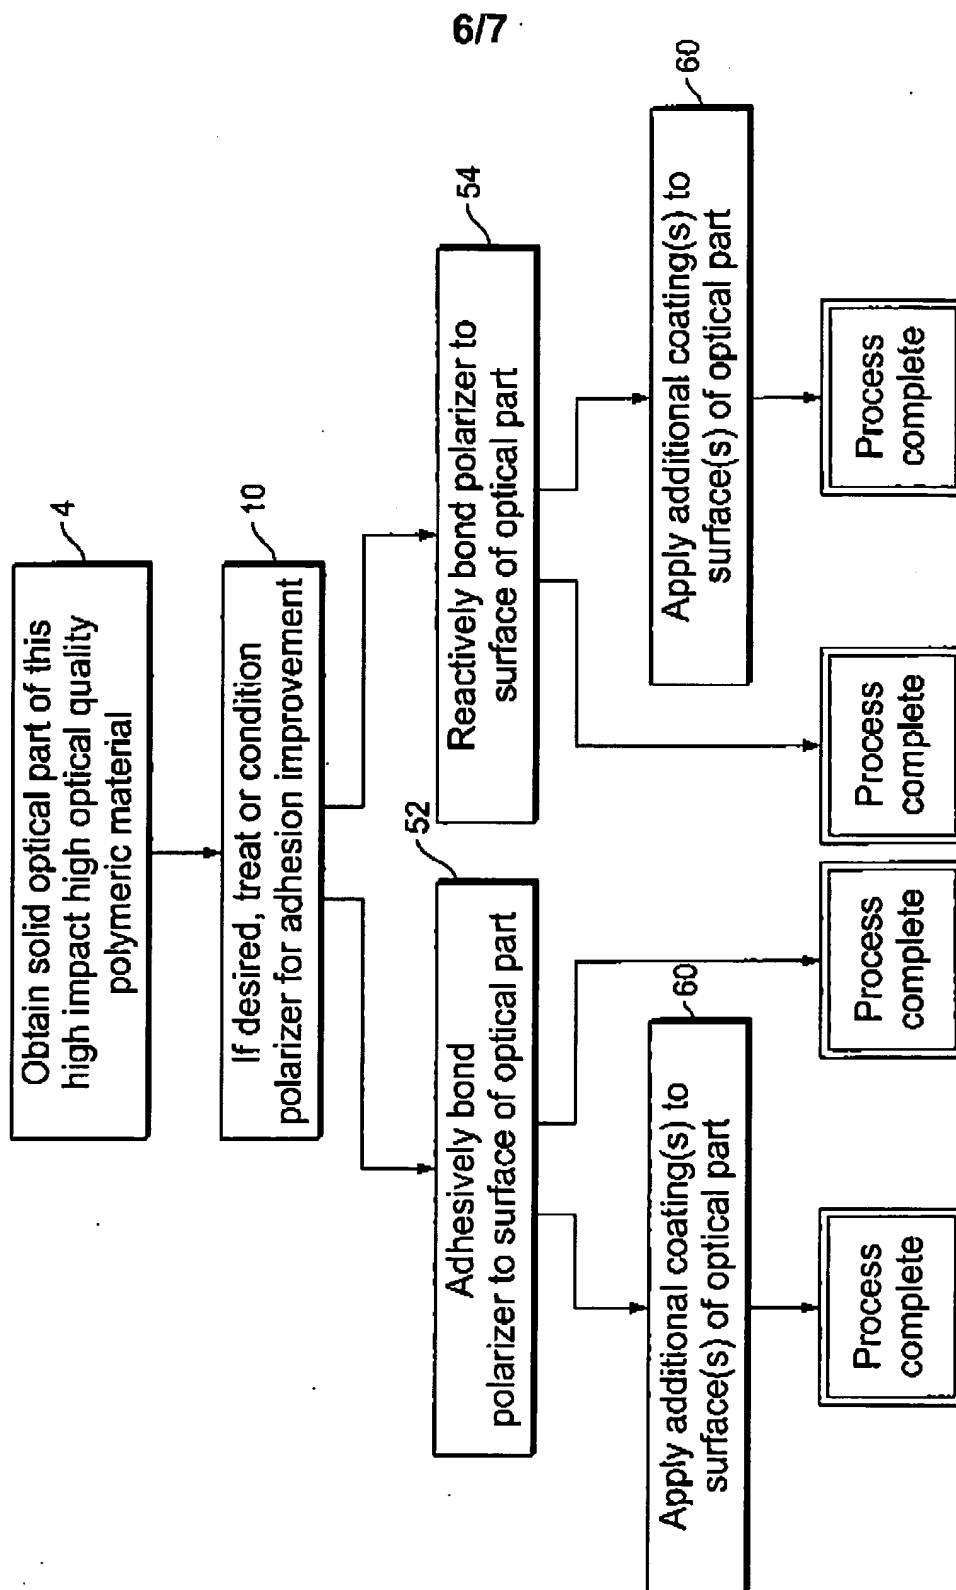 6/7
4
Obtain solid optical part of this
high impact high optical quality
polymeric material
10
If desired, treat or condition
polarizer for adhesion improvement
52
Adhesively bond
polarizer to surface of optical part
54
Reactively bond polarizer to
surface of optical part
60
Apply additional coating(s) to
surface(s) of optical part
60
Apply additional coating(s) to
surface(s) of optical part
Process
complete
Process
complete
Process
complete
Process
complete